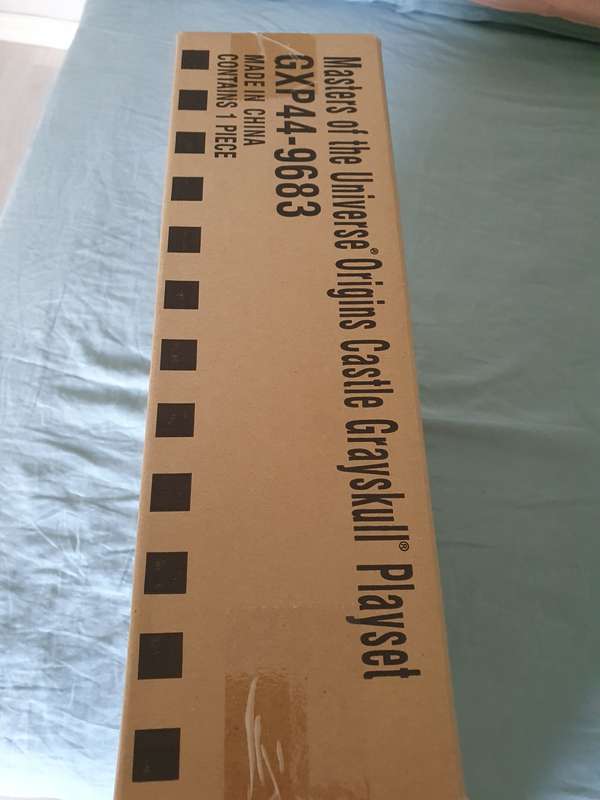 Masters of the Universe® Origins Castle Grayskull® Playset
GXP44-9683
MADE IN CHINA
CONTAINS 1 PIECE